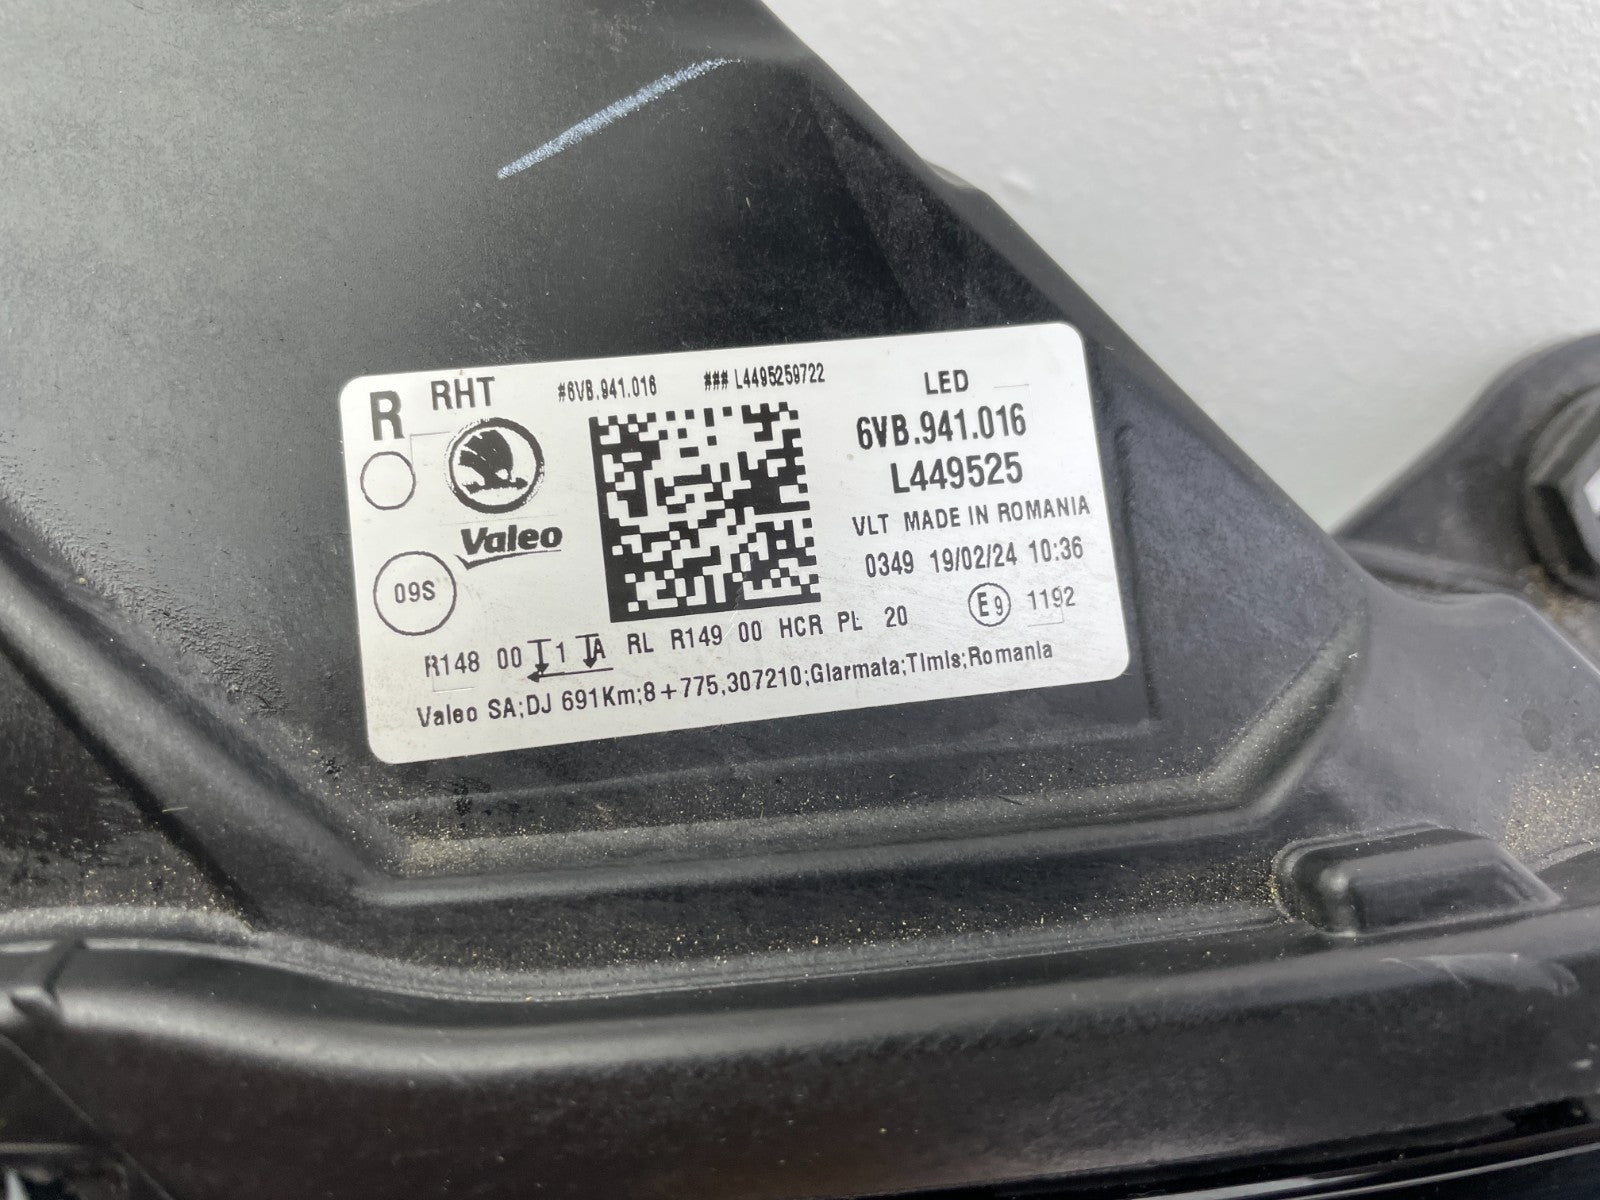 R RHT #6VB.941.016 ### L4495259722 LED
6VB.941.016
L449525
Valeo
VLT MADE IN ROMANIA
09S
0349 19/02/24 10:36
E9 1192
R148 00 1 A RL R149 00 HCR PL 20
Valeo SA;DJ 691Km;8+775,307210;Giarmata;Timis;Romania